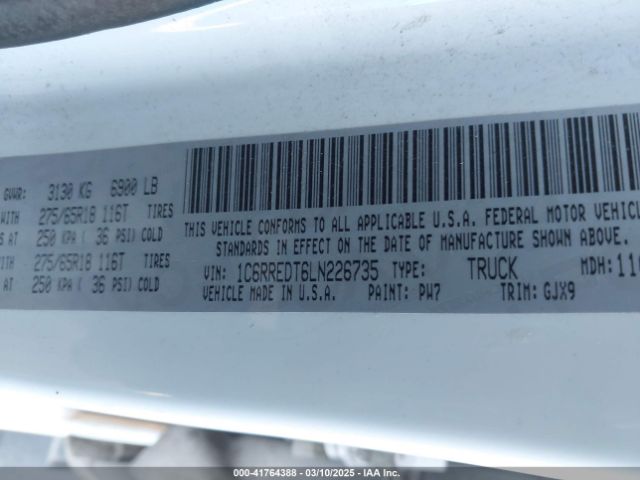 GVWR: 3130 KG 6900 LB
WITH 275/65R18 116T TIRES
S AT 250 KPA ( 36 PSI) COLD
WITH 275/65R18 116T TIRES
S AT 250 KPA ( 36 PSI) COLD
THIS VEHICLE CONFORMS TO ALL APPLICABLE U.S.A. FEDERAL MOTOR VEHICLE
STANDARDS IN EFFECT ON THE DATE OF MANUFACTURE SHOWN ABOVE.
VIN: 1C6RREDT6LN226735 TYPE: TRUCK MDH: 110
VEHICLE MADE IN U.S.A. PAINT: PW7 TRIM: GJX9
000-41764388 - 03/10/2025 - IAA Inc.